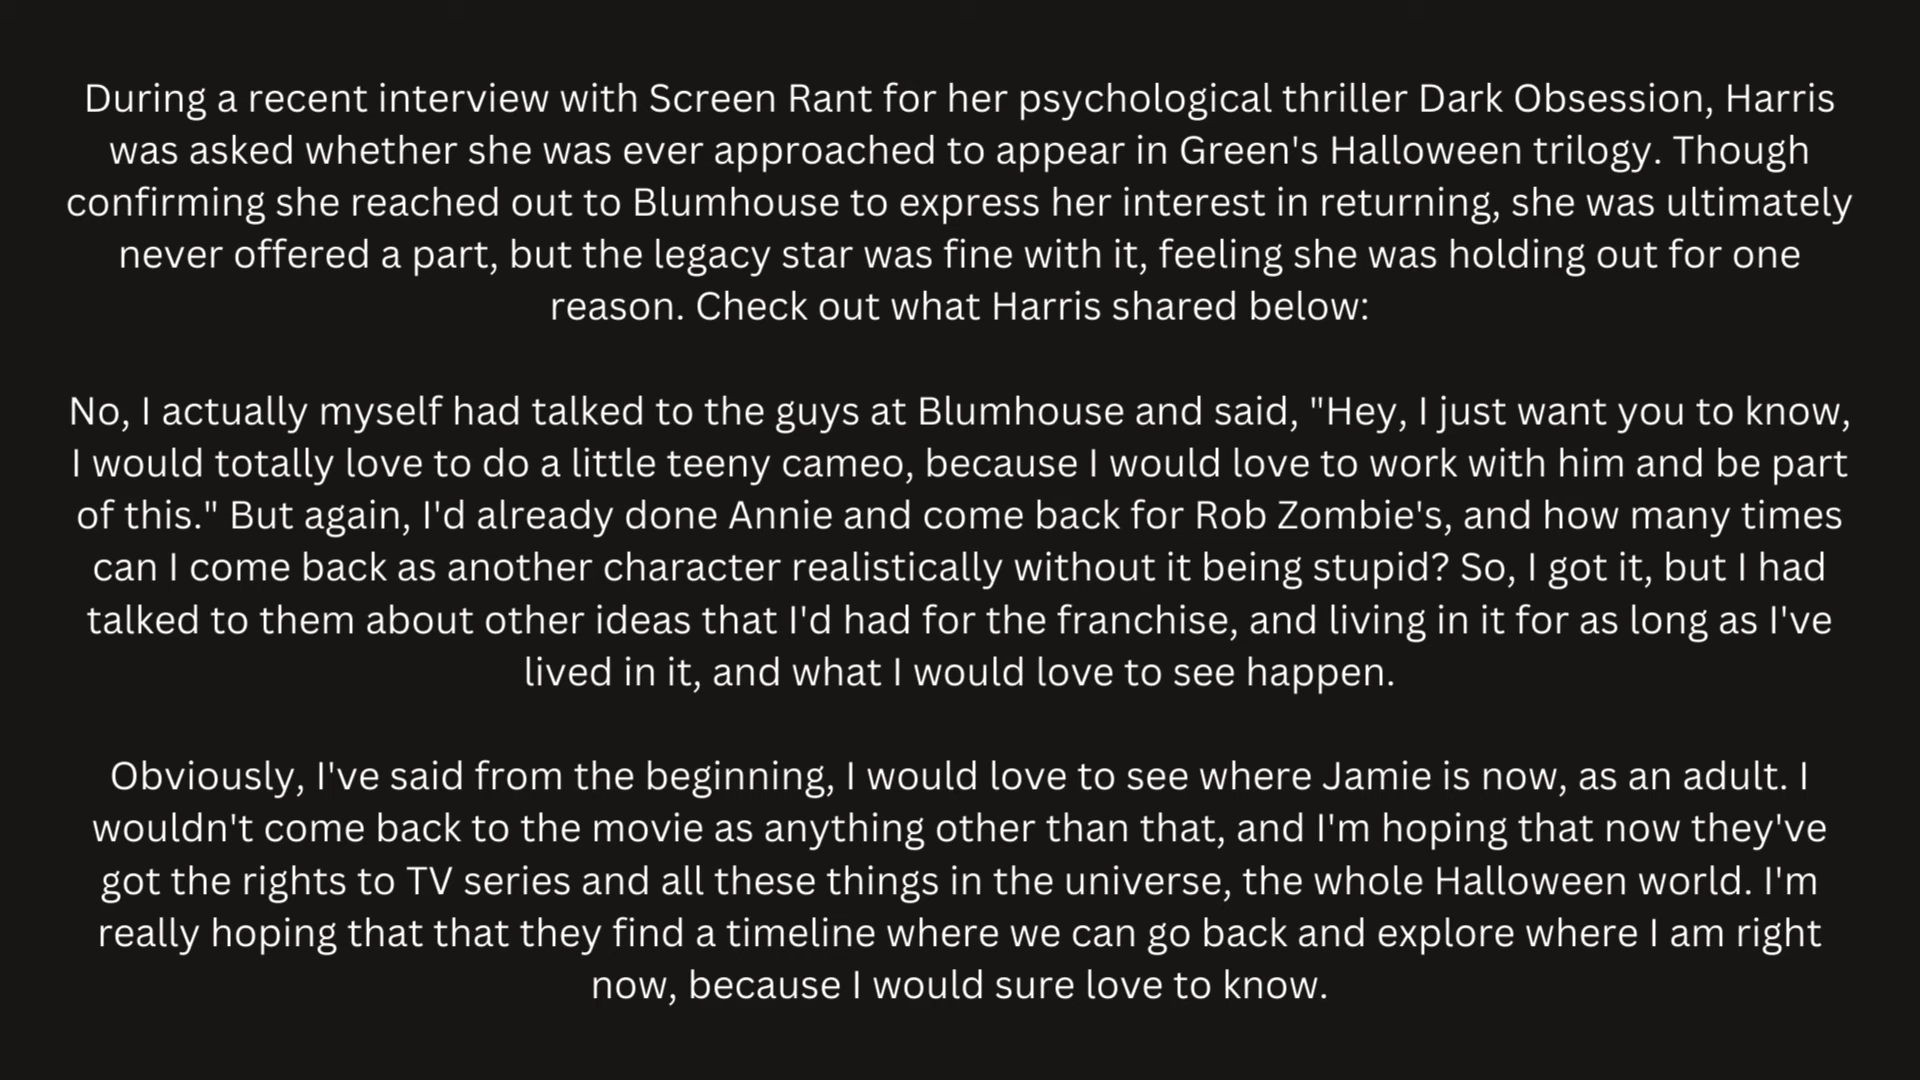 During a recent interview with Screen Rant for her psychological thriller Dark Obsession, Harris
was asked whether she was ever approached to appear in Green's Halloween trilogy. Though
confirming she reached out to Blumhouse to express her interest in returning, she was ultimately
never offered a part, but the legacy star was fine with it, feeling she was holding out for one
reason. Check out what Harris shared below:
No, I actually myself had talked to the guys at Blumhouse and said, "Hey, I just want you to know,
I would totally love to do a little teeny cameo, because I would love to work with him and be part
of this." But again, I'd already done Annie and come back for Rob Zombie's, and how many times
can I come back as another character realistically without it being stupid? So, I got it, but I had
talked to them about other ideas that I'd had for the franchise, and living in it for as long as I've
lived in it, and what I would love to see happen.
Obviously, I've said from the beginning, I would love to see where Jamie is now, as an adult. I
wouldn't come back to the movie as anything other than that, and I'm hoping that now they've
got the rights to TV series and all these things in the universe, the whole Halloween world. I'm
really hoping that that they find a timeline where we can go back and explore where I am right
now, because I would sure love to know.